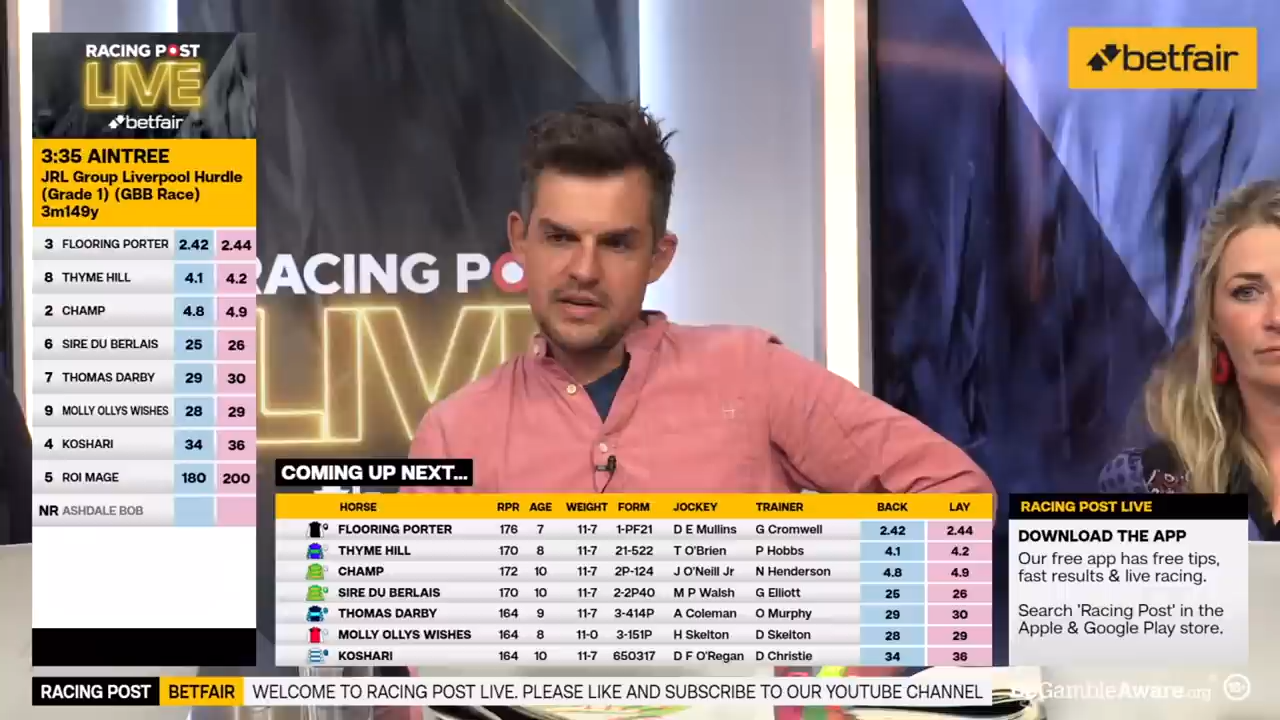 RACING POST
LIVE
betfair
3:35 AINTREE
JRL Group Liverpool Hurdle
(Grade 1) (GBB Race)
3m149y
3 FLOORING PORTER 2.42 2.44
8 THYME HILL 4.1 4.2
2 CHAMP 4.8 4.9
6 SIRE DU BERLAIS 25 26
7 THOMAS DARBY 29 30
9 MOLLY OLLYS WISHES 28 29
4 KOSHARI 34 36
5 ROI MAGE 180 200
NR ASHDALE BOB
betfair
RACING PO
LIV
COMING UP NEXT...
HORSE RPR AGE WEIGHT FORM JOCKEY TRAINER BACK LAY
FLOORING PORTER 176 7 11-7 1-PF21 D E Mullins G Cromwell 2.42 2.44
THYME HILL 170 8 11-7 21-522 T O'Brien P Hobbs 4.1 4.2
CHAMP 172 10 11-7 2P-124 J O'Neill Jr N Henderson 4.8 4.9
SIRE DU BERLAIS 170 10 11-7 2-2P40 M P Walsh G Elliott 25 26
THOMAS DARBY 164 9 11-7 3-414P A Coleman O Murphy 29 30
MOLLY OLLYS WISHES 164 8 11-0 3-151P H Skelton D Skelton 28 29
KOSHARI 164 10 11-7 650317 D F O'Regan D Christie 34 36
RACING POST LIVE
DOWNLOAD THE APP
Our free app has free tips,
fast results & live racing.
Search 'Racing Post' in the
Apple & Google Play store.
RACING POST BETFAIR WELCOME TO RACING POST LIVE. PLEASE LIKE AND SUBSCRIBE TO OUR YOUTUBE CHANNEL
BeGambleAware.org 18+